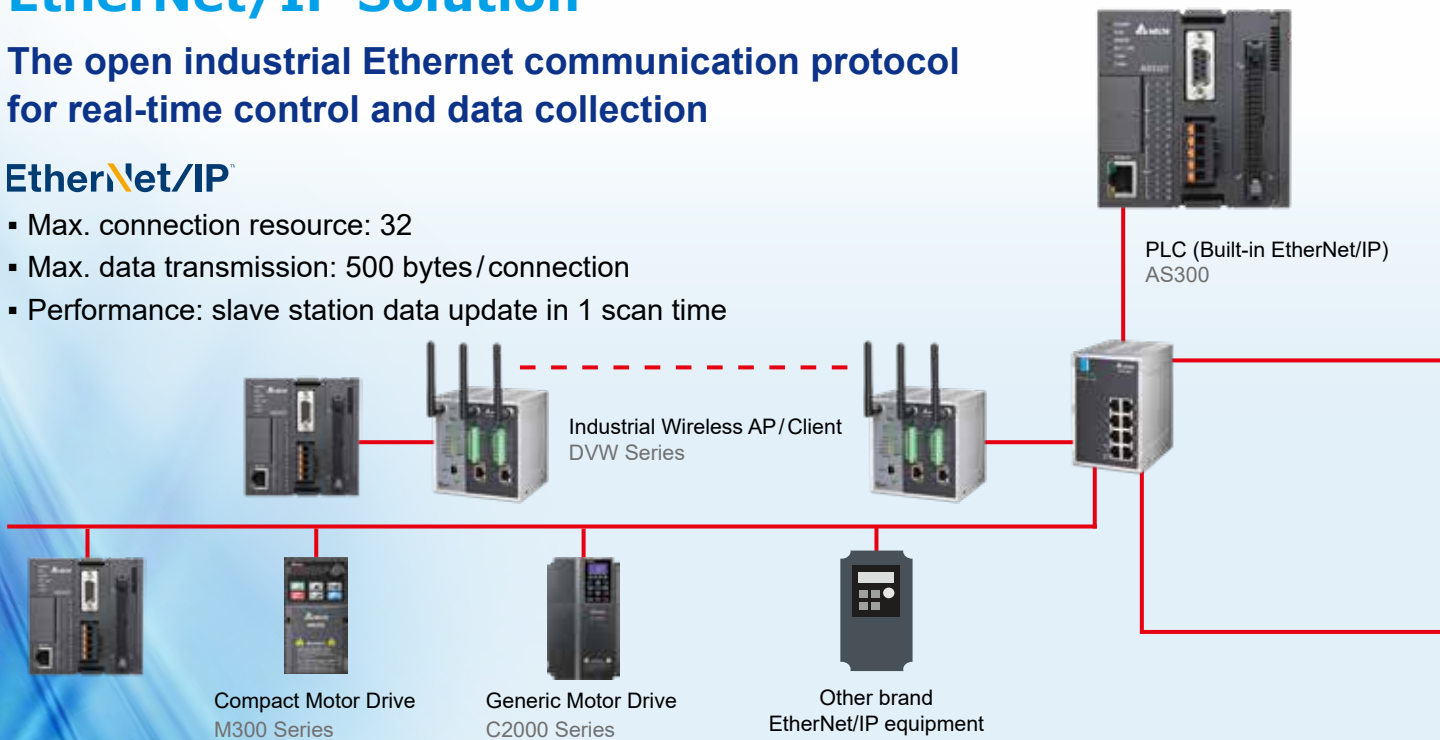 EtherNet/IP Solution
The open industrial Ethernet communication protocol
for real-time control and data collection
EtherNet/IP™
▪ Max. connection resource: 32
▪ Max. data transmission: 500 bytes/connection
▪ Performance: slave station data update in 1 scan time
PLC (Built-in EtherNet/IP)
AS300
Industrial Wireless AP/Client
DVW Series
Compact Motor Drive
M300 Series
Generic Motor Drive
C2000 Series
Other brand
EtherNet/IP equipment